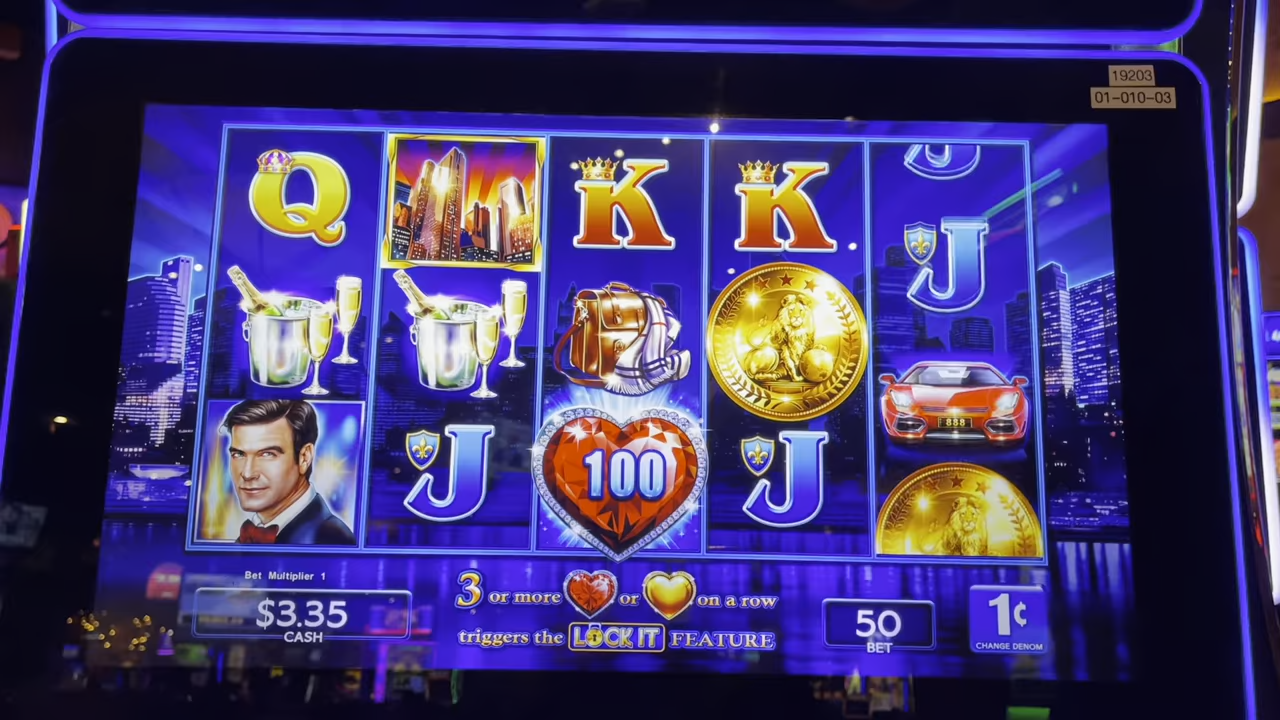 19203
01-010-03
Q
K
K
J
J
888
J
100
J
Bet Multiplier 1
$3.35
CASH
3 or more or on a row
triggers the LOCK IT FEATURE
50
BET
1¢
CHANGE DENOM